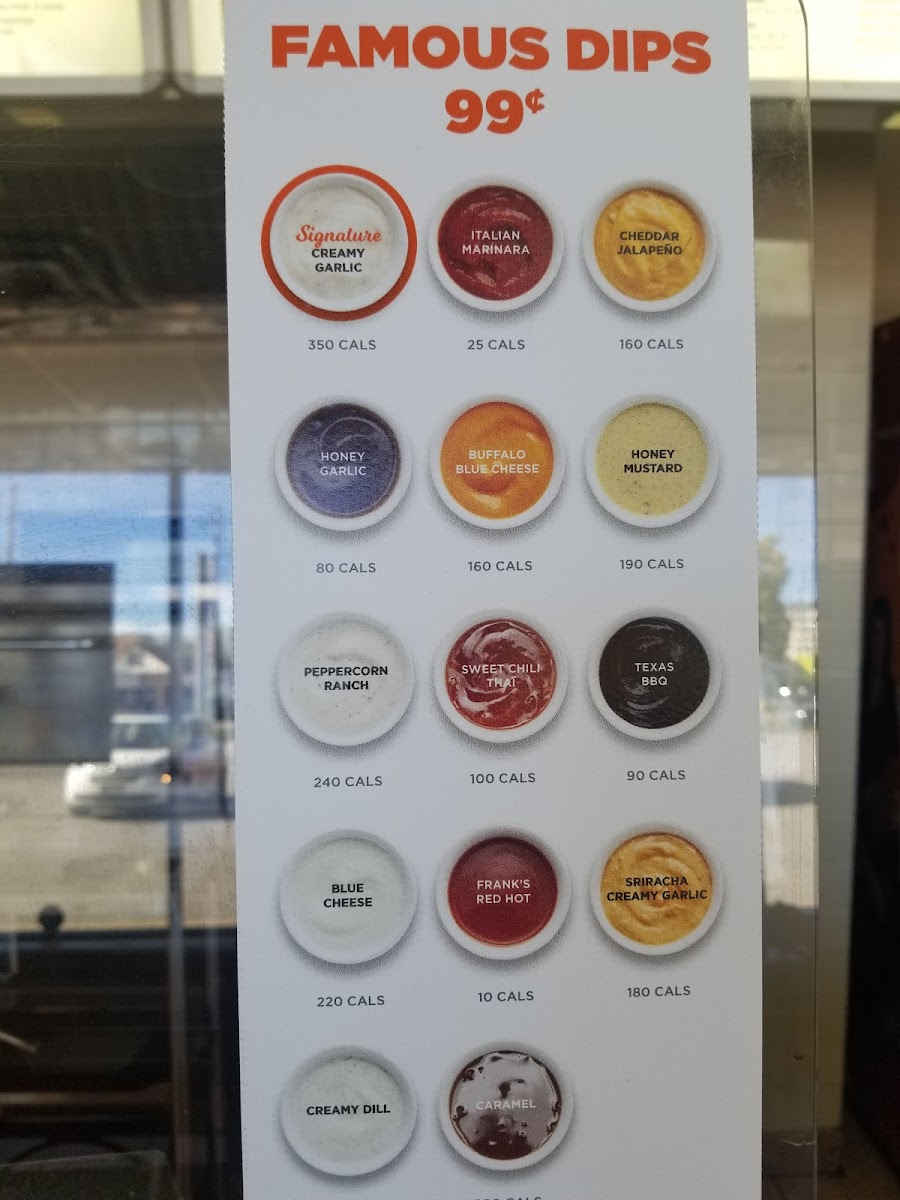 FAMOUS DIPS
99¢
Signature
CREAMY
GARLIC
350 CALS
ITALIAN
MARINARA
25 CALS
CHEDDAR
JALAPEÑO
160 CALS
HONEY
GARLIC
80 CALS
BUFFALO
BLUE CHEESE
160 CALS
HONEY
MUSTARD
190 CALS
PEPPERCORN
RANCH
240 CALS
SWEET CHILI
THAI
100 CALS
TEXAS
BBQ
90 CALS
BLUE
CHEESE
220 CALS
FRANK'S
RED HOT
10 CALS
SRIRACHA
CREAMY GARLIC
180 CALS
CREAMY DILL
CARAMEL
CALS